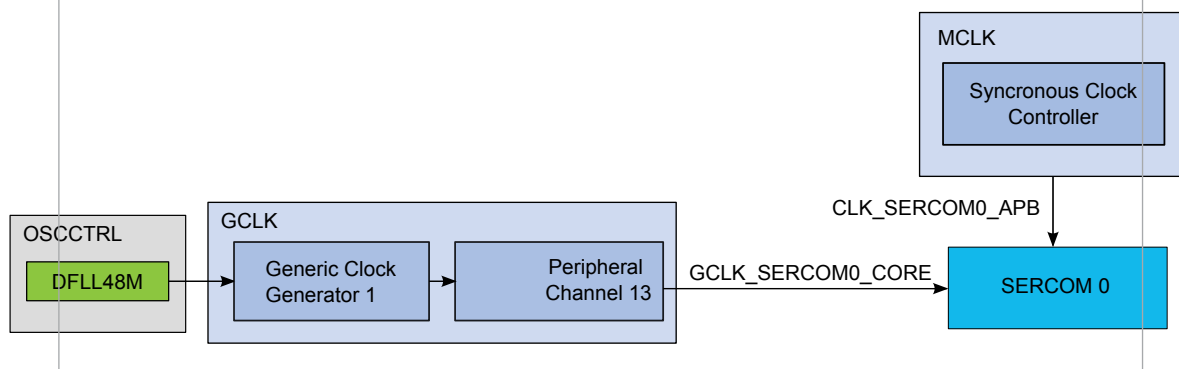 MCLK
Syncronous Clock
Controller
CLK_SERCOM0_APB
OSCCTRL
DFLL48M
GCLK
Generic Clock
Generator 1
Peripheral
Channel 13
GCLK_SERCOM0_CORE
SERCOM 0